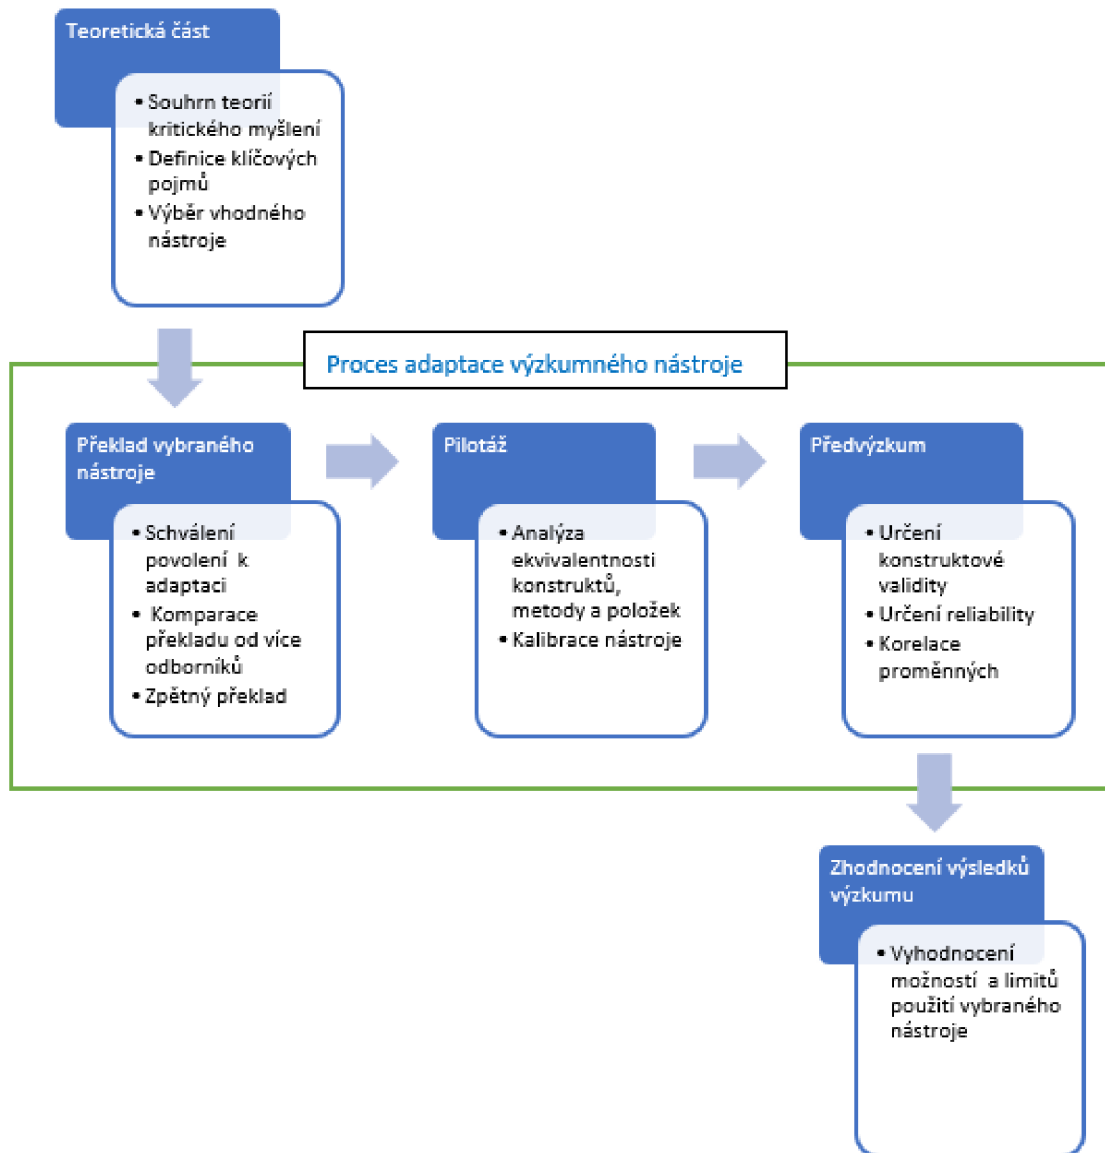 Teoretická část
• Souhrn teorií
kritického myšlení
• Definice klíčových
pojmů
• Výběr vhodného
nástroje
Proces adaptace výzkumného nástroje
Překlad vybraného
nástroje
• Schválení
povolení k
adaptaci
• Komparace
překladu od více
odborníků
• Zpětný překlad
Pilotáž
• Analýza
ekvivalentnosti
konstruktů,
metody a položek
• Kalibrace nástroje
Předvýzkum
• Určení
konstruktové
validity
• Určení reliability
• Korelace
proměnných
Zhodnocení výsledků
výzkumu
• Vyhodnocení
možností a limitů
použití vybraného
nástroje